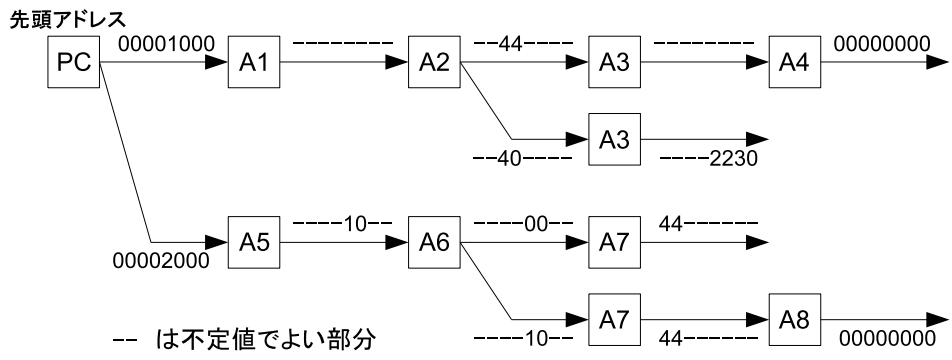 先頭アドレス
PC 00001000 A1 -------- A2 --44---- A3 -------- A4 00000000
--40---- A3 ----2230
00002000 A5 ----10-- A6 ----00-- A7 44------
----10-- A7 44------ A8 00000000
-- は不定値でよい部分